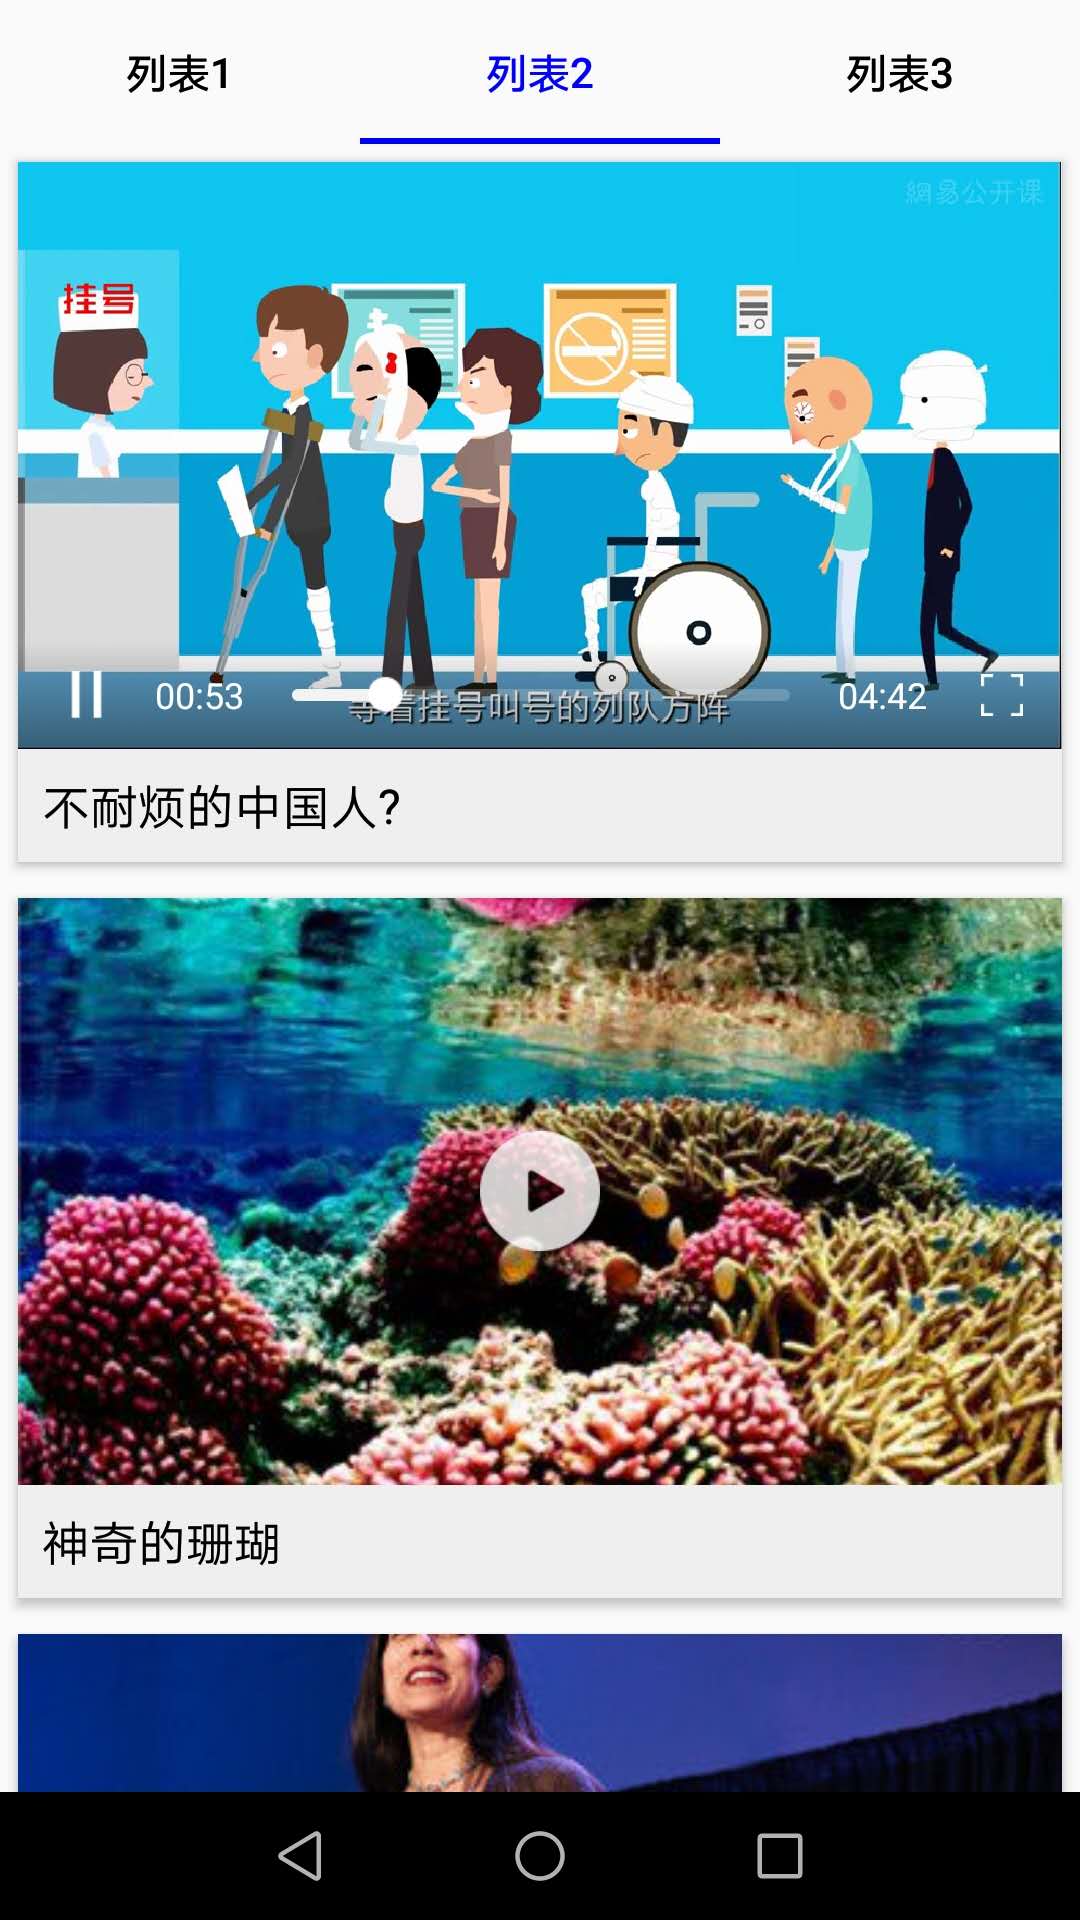 列表1
列表2
列表3
網易公开课
挂号
00:53
04:42
等着挂号叫号的列队方阵
不耐烦的中国人?
神奇的珊瑚